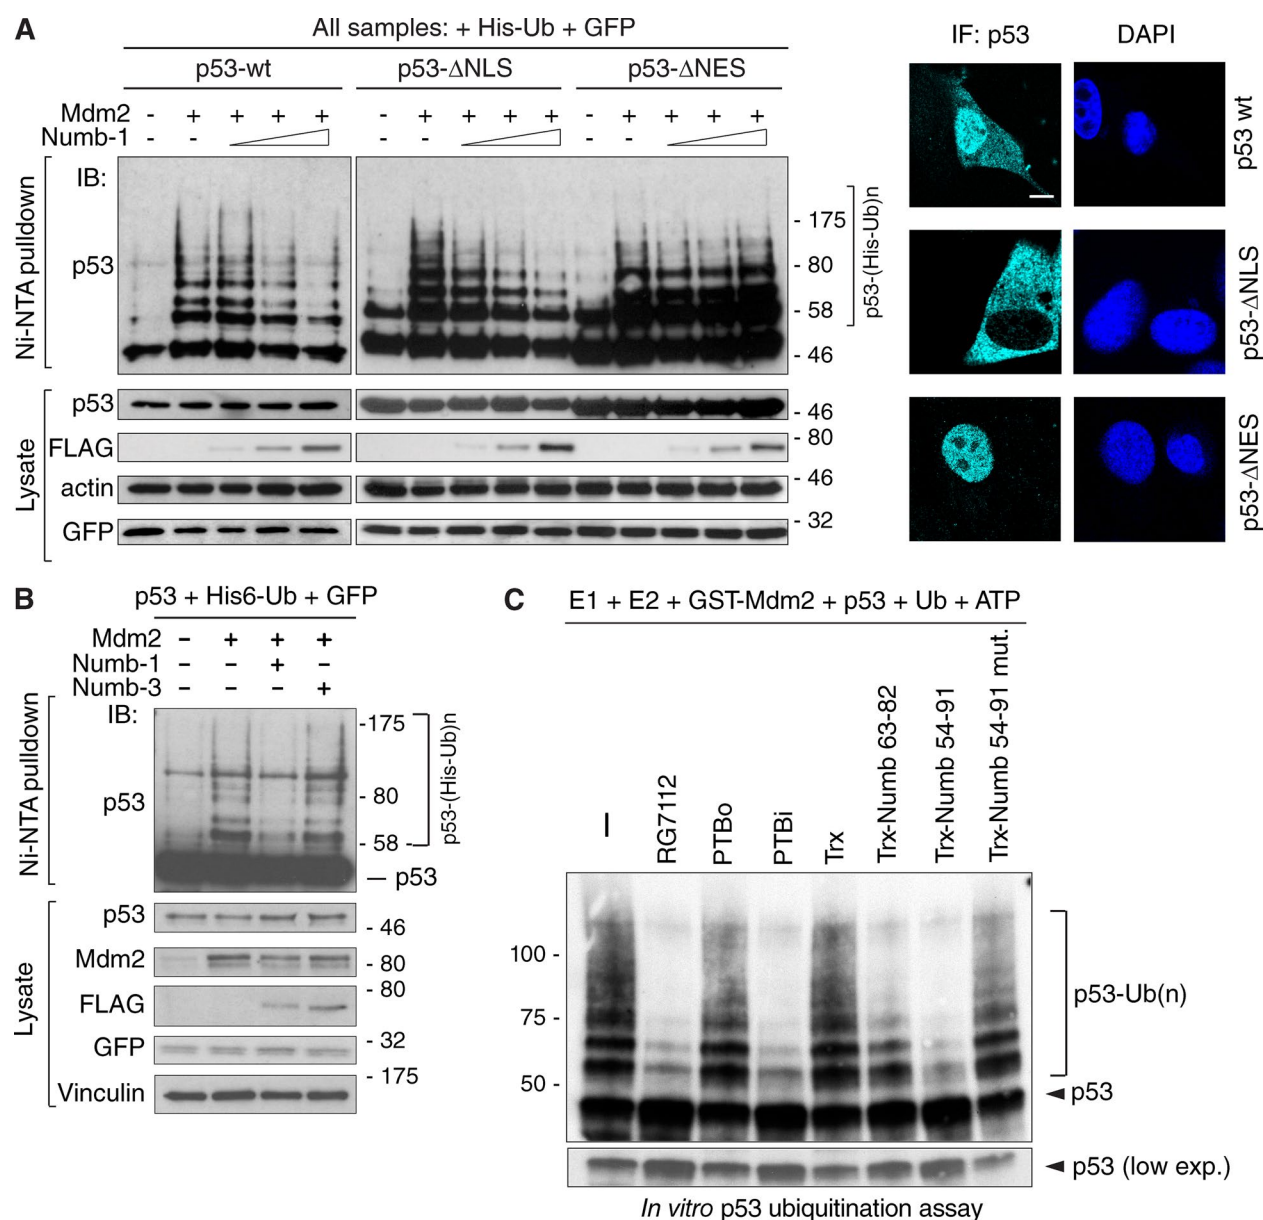 A
All samples: + His-Ub + GFP
p53-wt p53-ΔNLS p53-ΔNES
Mdm2 - + + + + - + + + + - + + + +
Numb-1 - - - - - -
Ni-NTA pulldown
IB:
p53
- 175
- 80
- 58
- 46
p53-(His-Ub)n
Lysate
p53 - 46
FLAG - 80
actin - 46
GFP - 32
IF: p53 DAPI
p53 wt
p53-ΔNLS
p53-ΔNES
B
p53 + His6-Ub + GFP
Mdm2 - + + +
Numb-1 - - + -
Numb-3 - - - +
Ni-NTA pulldown
IB:
p53
-175
- 80
- 58 -
— p53
p53-(His-Ub)n
Lysate
p53 - 46
Mdm2 - 80
FLAG - 80
GFP - 32
Vinculin - 175
C
E1 + E2 + GST-Mdm2 + p53 + Ub + ATP
–
RG7112
PTBo
PTBi
Trx
Trx-Numb 63-82
Trx-Numb 54-91
Trx-Numb 54-91 mut.
100 -
75 -
50 -
p53-Ub(n)
◄ p53
◄ p53 (low exp.)
In vitro p53 ubiquitination assay